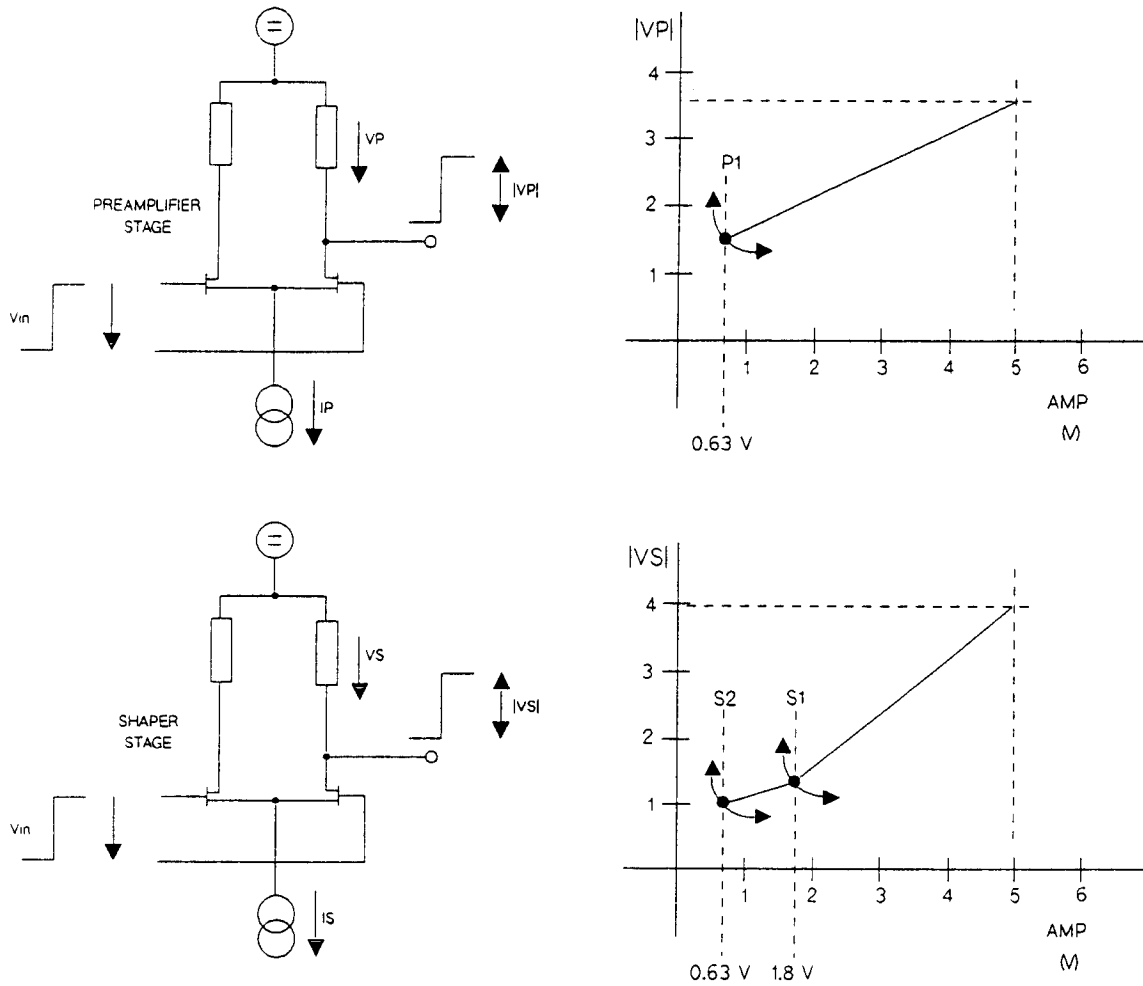 VP
PREAMPLIFIER
STAGE
|VP|
Vin
IP
|VP|
4
3
2
1
P1
1 2 3 4 5 6
AMP
(V)
0.63 V
VS
SHAPER
STAGE
|VS|
Vin
IS
|VS|
4
3
2
1
S2 S1
1 2 3 4 5 6
AMP
(V)
0.63 V 1.8 V